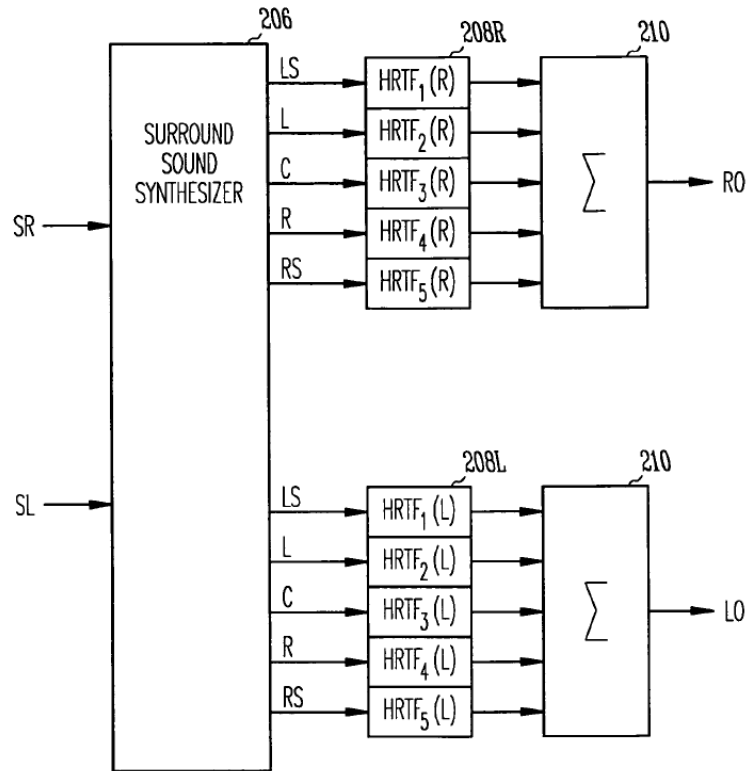 206
208R
210
LS
HRTF1(R)
L
HRTF2(R)
SURROUND
SOUND
SYNTHESIZER
C
HRTF3(R)
Σ
RO
SR
R
HRTF4(R)
RS
HRTF5(R)
208L
210
SL
LS
HRTF1(L)
L
HRTF2(L)
C
HRTF3(L)
Σ
LO
R
HRTF4(L)
RS
HRTF5(L)